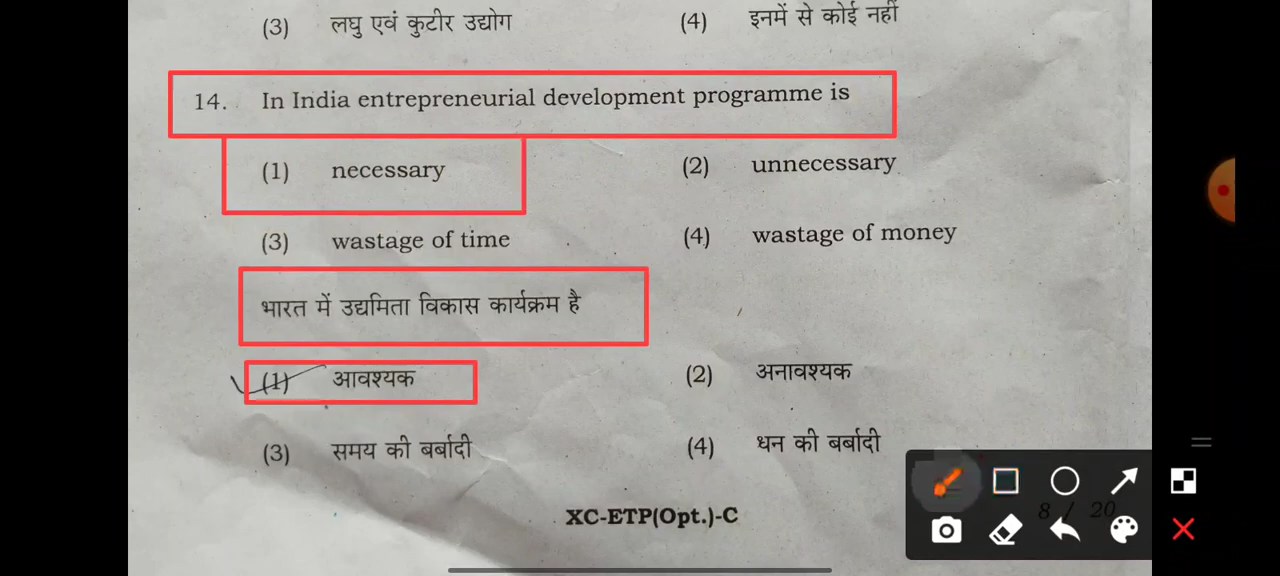 (3) लघु एवं कुटीर उद्योग (4) इनमें से कोई नहीं
14. In India entrepreneurial development programme is
(1) necessary (2) unnecessary
(3) wastage of time (4) wastage of money
भारत में उद्यमिता विकास कार्यक्रम है
(1) आवश्यक (2) अनावश्यक
(3) समय की बर्बादी (4) धन की बर्बादी
XC-ETP(Opt.)-C 8 / 20